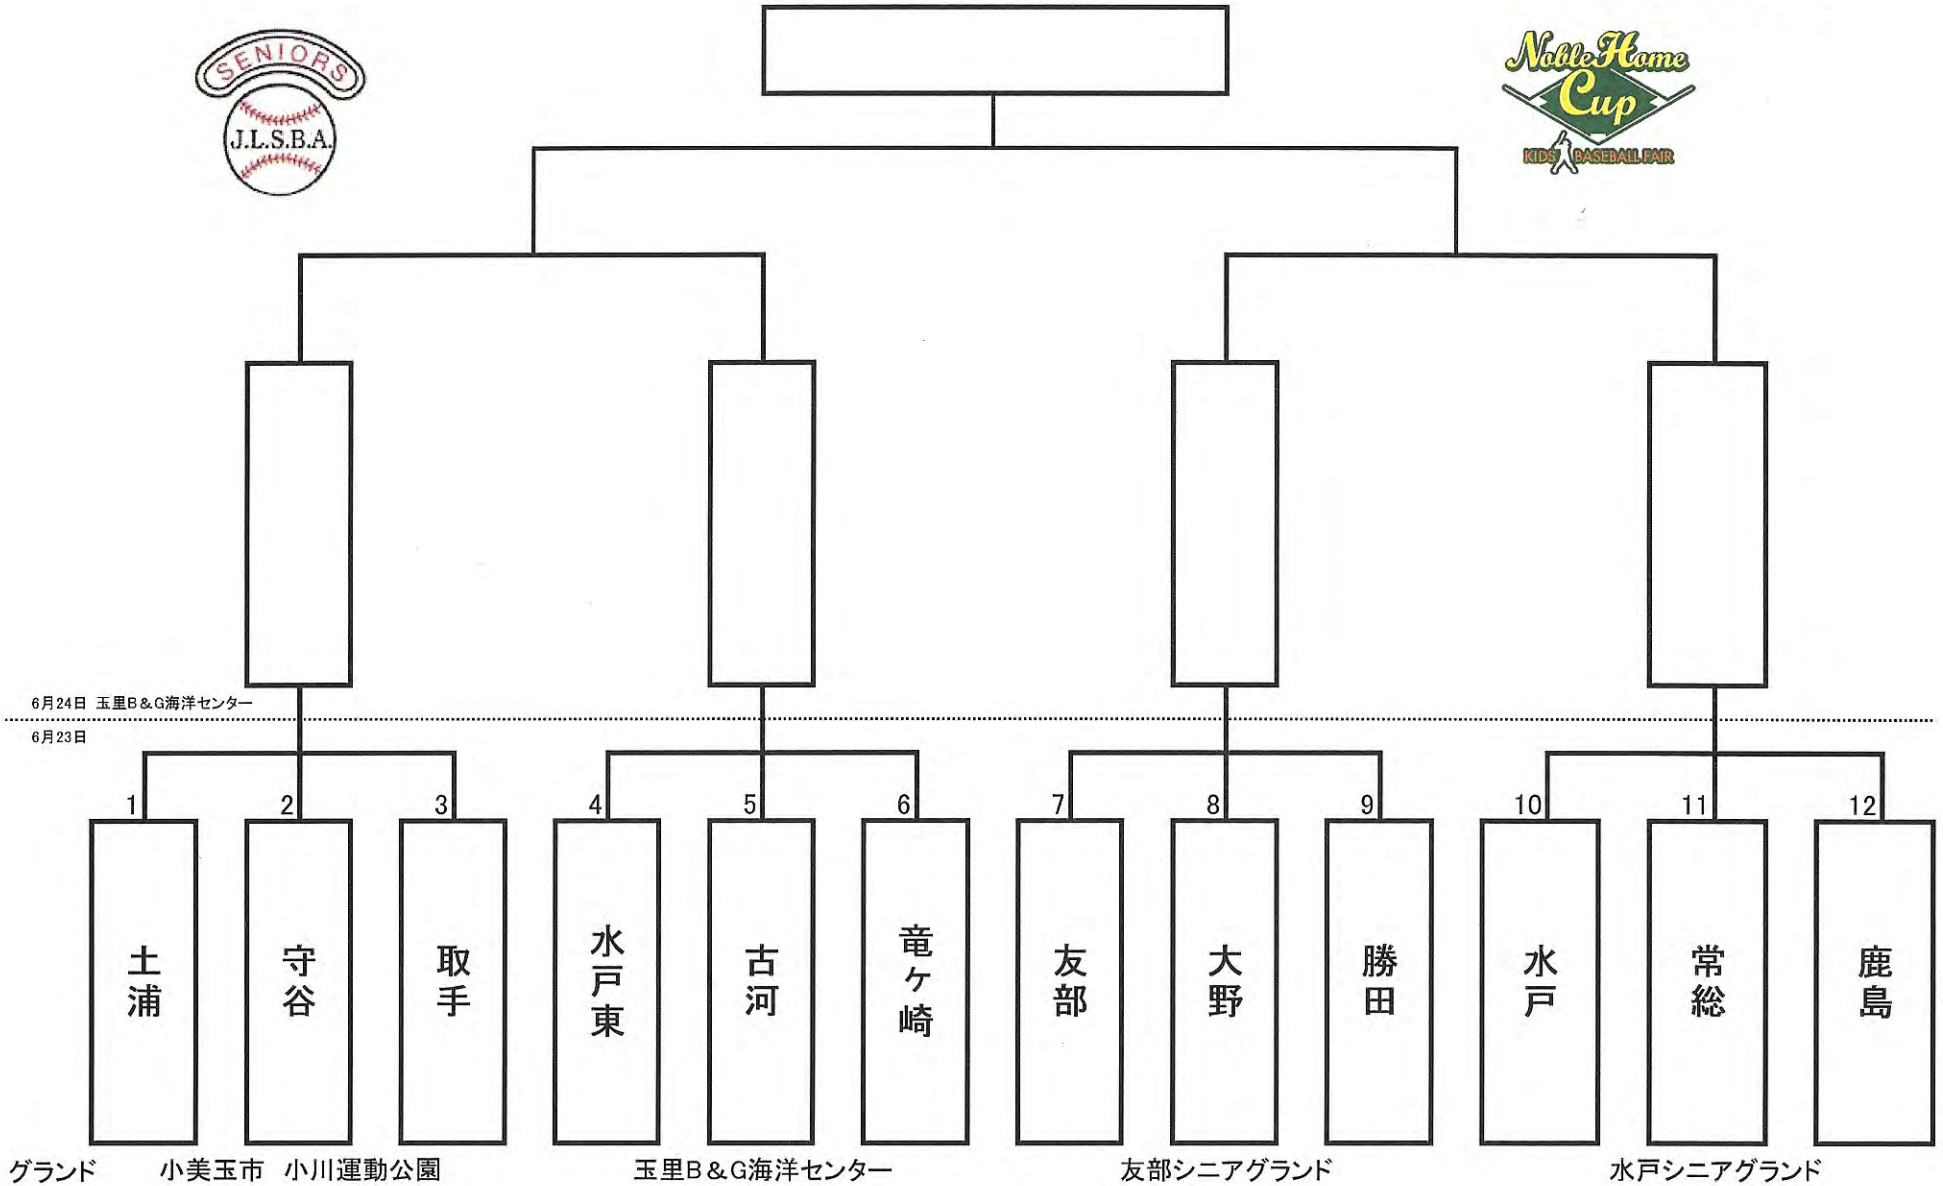 SENIORS
J.L.S.B.A.
Noble Home
Cup
KIDS BASEBALL FAIR
6月24日 玉里B&G海洋センター
6月23日
1 2 3 4 5 6 7 8 9 10 11 12
土浦
守谷
取手
水戸東
古河
竜ケ崎
友部
大野
勝田
水戸
常総
鹿島
グランド 小美玉市 小川運動公園 玉里B&G海洋センター 友部シニアグランド 水戸シニアグランド